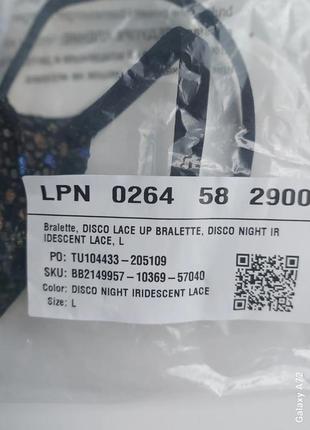 LPN 0264 58 2900
Bralette, DISCO LACE UP BRALETTE, DISCO NIGHT IR
IDESCENT LACE, L
PO: TU104433-205109
SKU: BB2149957-10369-57040
Color: DISCO NIGHT IRIDESCENT LACE
Size: L
Galaxy A72